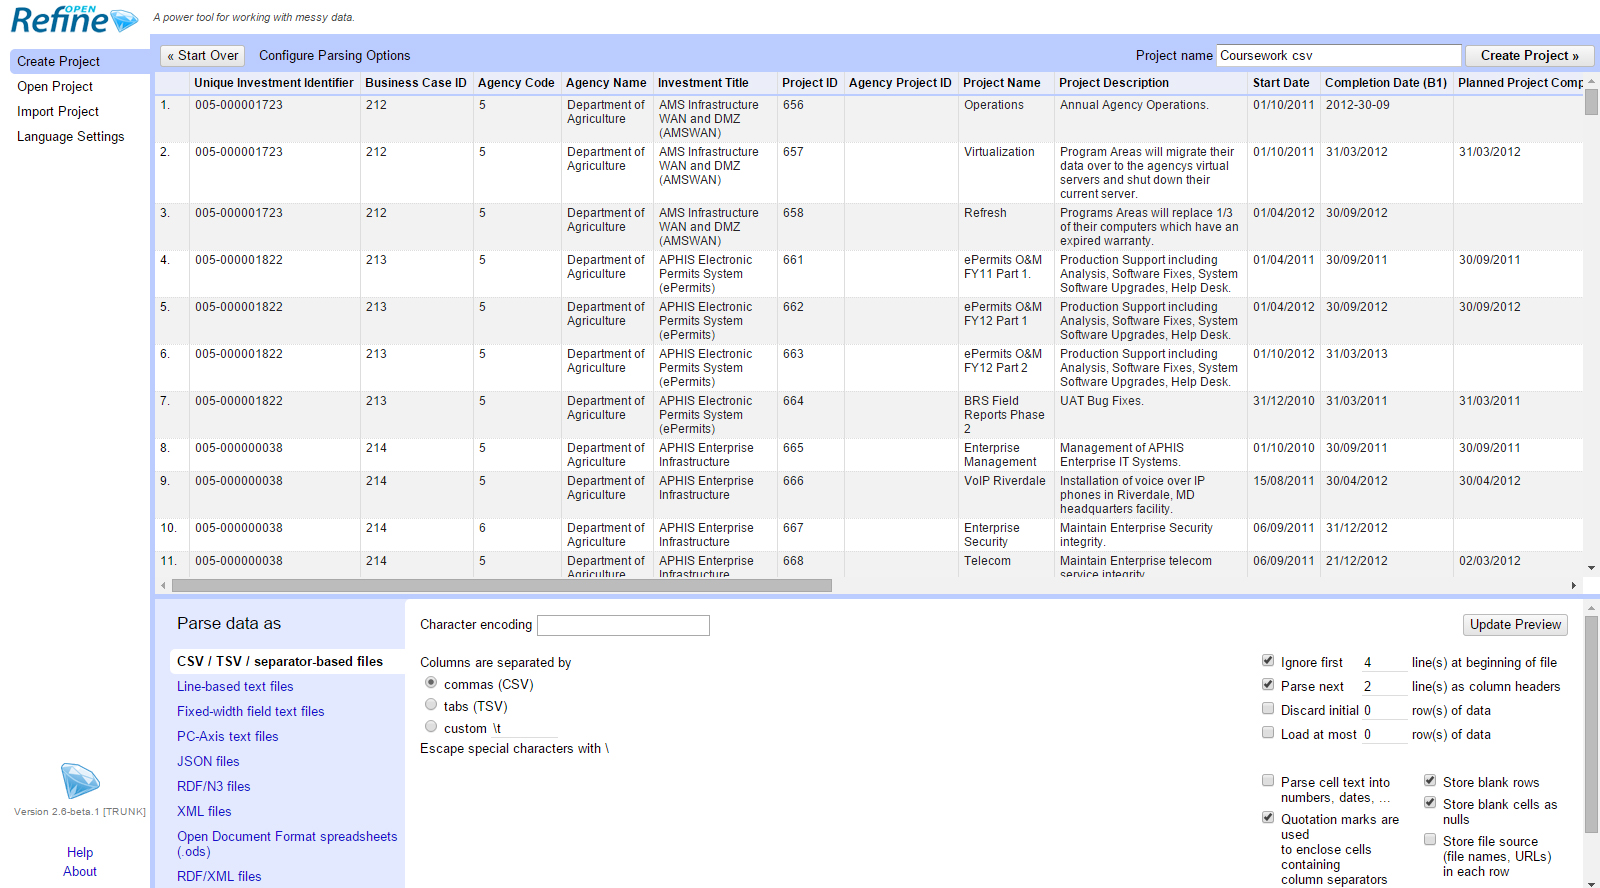 OPEN
Refine
A power tool for working with messy data.
Create Project
Open Project
Import Project
Language Settings
« Start Over
Configure Parsing Options
Project name Coursework csv
Create Project »
Unique Investment Identifier Business Case ID Agency Code Agency Name Investment Title Project ID Agency Project ID Project Name Project Description Start Date Completion Date (B1) Planned Project Comp
1. 005-000001723 212 5 Department of AMS Infrastructure 656 Operations Annual Agency Operations. 01/10/2011 2012-30-09
Agriculture WAN and DMZ
(AMSWAN)
2. 005-000001723 212 5 Department of AMS Infrastructure 657 Virtualization Program Areas will migrate their 01/10/2011 31/03/2012 31/03/2012
Agriculture WAN and DMZ data over to the agencys virtual
(AMSWAN) servers and shut down their
current server.
3. 005-000001723 212 5 Department of AMS Infrastructure 658 Refresh Programs Areas will replace 1/3 01/04/2012 30/09/2012
Agriculture WAN and DMZ of their computers which have an
(AMSWAN) expired warranty.
4. 005-000001822 213 5 Department of APHIS Electronic 661 ePermits O&M Production Support including 01/04/2011 30/09/2011 30/09/2011
Agriculture Permits System FY11 Part 1. Analysis, Software Fixes, System
(ePermits) Software Upgrades, Help Desk.
5. 005-000001822 213 5 Department of APHIS Electronic 662 ePermits O&M Production Support including 01/04/2012 30/09/2012 30/09/2012
Agriculture Permits System FY12 Part 1 Analysis, Software Fixes, System
(ePermits) Software Upgrades, Help Desk.
6. 005-000001822 213 5 Department of APHIS Electronic 663 ePermits O&M Production Support including 01/10/2012 31/03/2013
Agriculture Permits System FY12 Part 2 Analysis, Software Fixes, System
(ePermits) Software Upgrades, Help Desk.
7. 005-000001822 213 5 Department of APHIS Electronic 664 BRS Field UAT Bug Fixes. 31/12/2010 31/03/2011 31/03/2011
Agriculture Permits System Reports Phase
(ePermits) 2
8. 005-000000038 214 5 Department of APHIS Enterprise 665 Enterprise Management of APHIS 01/10/2010 30/09/2011 30/09/2011
Agriculture Infrastructure Management Enterprise IT Systems.
9. 005-000000038 214 5 Department of APHIS Enterprise 666 VoIP Riverdale Installation of voice over IP 15/08/2011 30/04/2012 30/04/2012
Agriculture Infrastructure phones in Riverdale, MD
headquarters facility.
10. 005-000000038 214 6 Department of APHIS Enterprise 667 Enterprise Maintain Enterprise Security 06/09/2011 31/12/2012
Agriculture Infrastructure Security integrity.
11. 005-000000038 214 5 Department of APHIS Enterprise 668 Telecom Maintain Enterprise telecom 06/09/2011 21/12/2012 02/03/2012
Agriculture Infrastructure service integrity
Parse data as
CSV / TSV / separator-based files
Line-based text files
Fixed-width field text files
PC-Axis text files
JSON files
RDF/N3 files
XML files
Open Document Format spreadsheets
(.ods)
RDF/XML files
Character encoding
Update Preview
Columns are separated by
commas (CSV)
tabs (TSV)
custom \t
Escape special characters with \
Ignore first 4 line(s) at beginning of file
Parse next 2 line(s) as column headers
Discard initial 0 row(s) of data
Load at most 0 row(s) of data
Parse cell text into
numbers, dates, ...
Quotation marks are
used
to enclose cells
containing
column separators
Store blank rows
Store blank cells as
nulls
Store file source
(file names, URLs)
in each row
Version 2.6-beta.1 [TRUNK]
Help
About